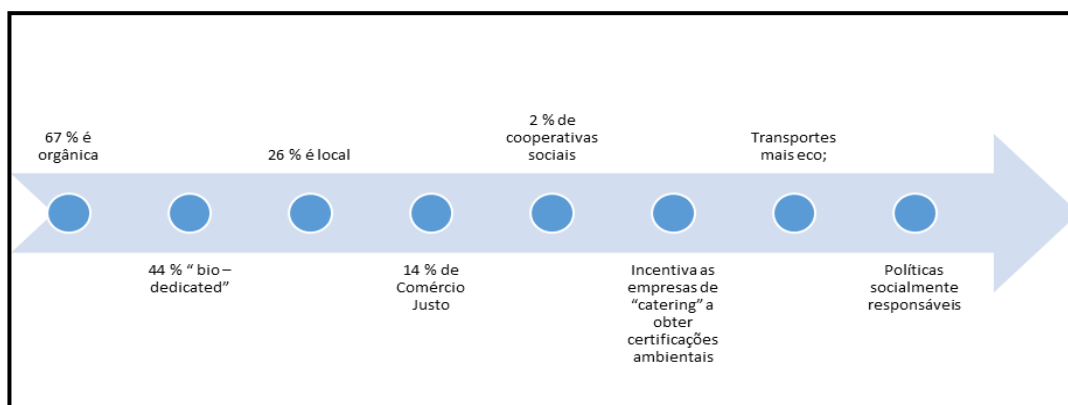 67 % é
orgânica
44 % “ bio –
dedicated”
26 % é local
14 % de
Comércio
Justo
2 % de
cooperativas
sociais
Incentiva as
empresas de
“catering” a
obter
certificações
ambientais
Transportes
mais eco;
Políticas
socialmente
responsáveis